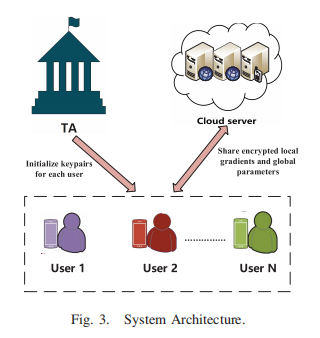 TA
Cloud server
Initialize keypairs
for each user
Share encrypted local
gradients and global
parameters
User 1
User 2
...............
User N
Fig. 3. System Architecture.